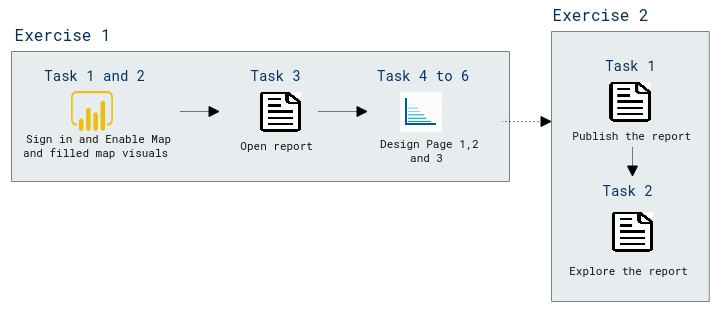 Exercise 1
Task 1 and 2
Sign in and Enable Map
and filled map visuals
Task 3
Open report
Task 4 to 6
Design Page 1,2
and 3
Exercise 2
Task 1
Publish the report
Task 2
Explore the report